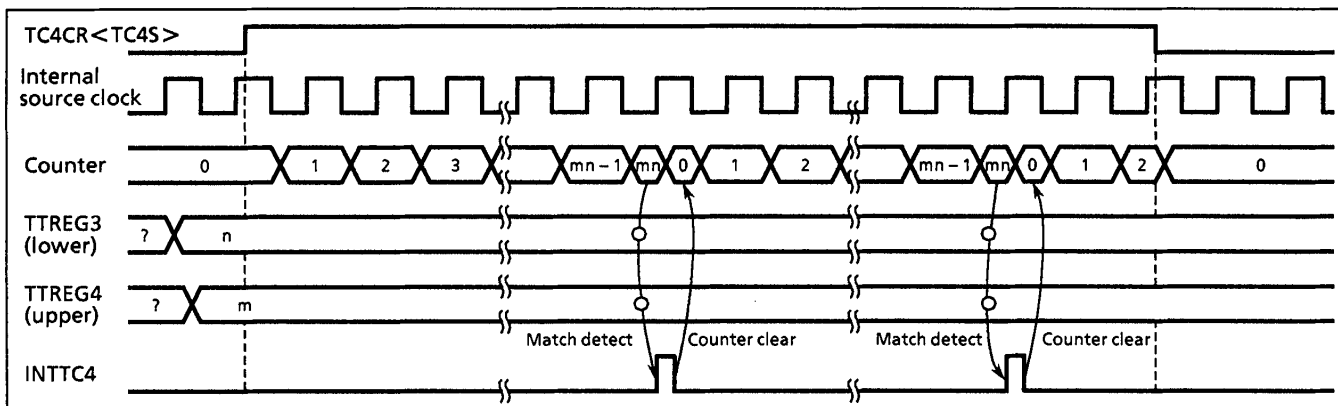 TC4CR<TC4S>
Internal
source clock
Counter
0 1 2 3 mn – 1 mn 0 1 2 mn – 1 mn 0 1 2 0
TTREG3
(lower)
? n
TTREG4
(upper)
? m
Match detect Counter clear Match detect Counter clear
INTTC4